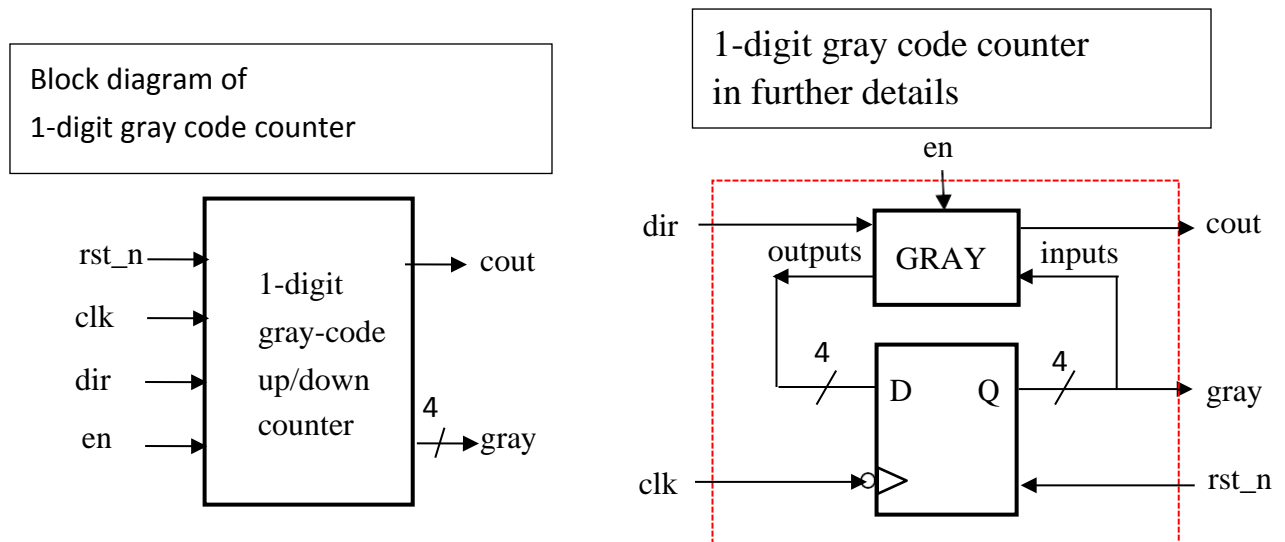 Block diagram of
1-digit gray code counter
rst_n
clk
dir
en
1-digit
gray-code
up/down
counter
cout
4
gray
1-digit gray code counter
in further details
en
dir
cout
outputs
GRAY
inputs
4
D
Q
4
gray
clk
rst_n